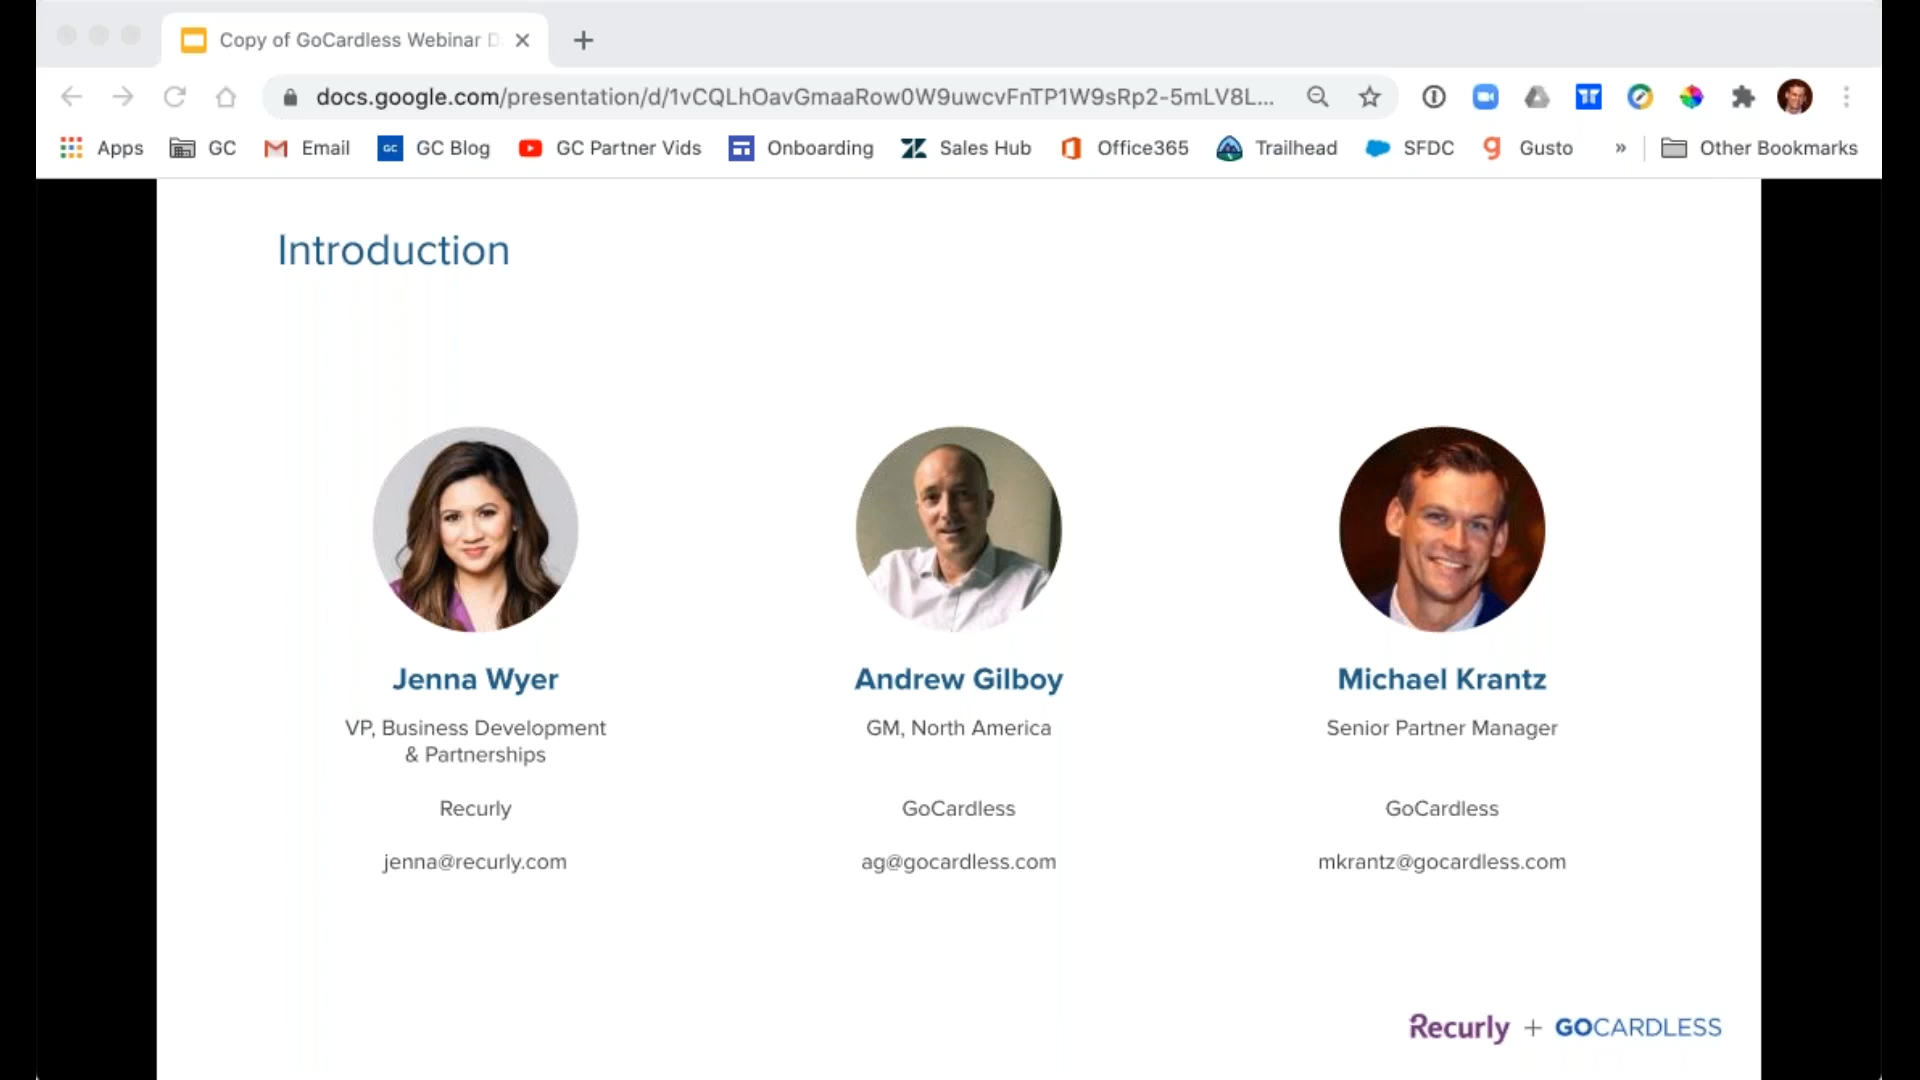 Copy of GoCardless Webinar D
docs.google.com/presentation/d/1vCQLhOavGmaaRow0W9uwcvFnTP1W9sRp2-5mLV8L...
Apps GC Email GC GC Blog GC Partner Vids Onboarding Sales Hub Office365 Trailhead SFDC Gusto » Other Bookmarks
Introduction
Jenna Wyer
VP, Business Development
& Partnerships
Recurly
jenna@recurly.com
Andrew Gilboy
GM, North America
GoCardless
ag@gocardless.com
Michael Krantz
Senior Partner Manager
GoCardless
mkrantz@gocardless.com
Recurly + GOCARDLESS